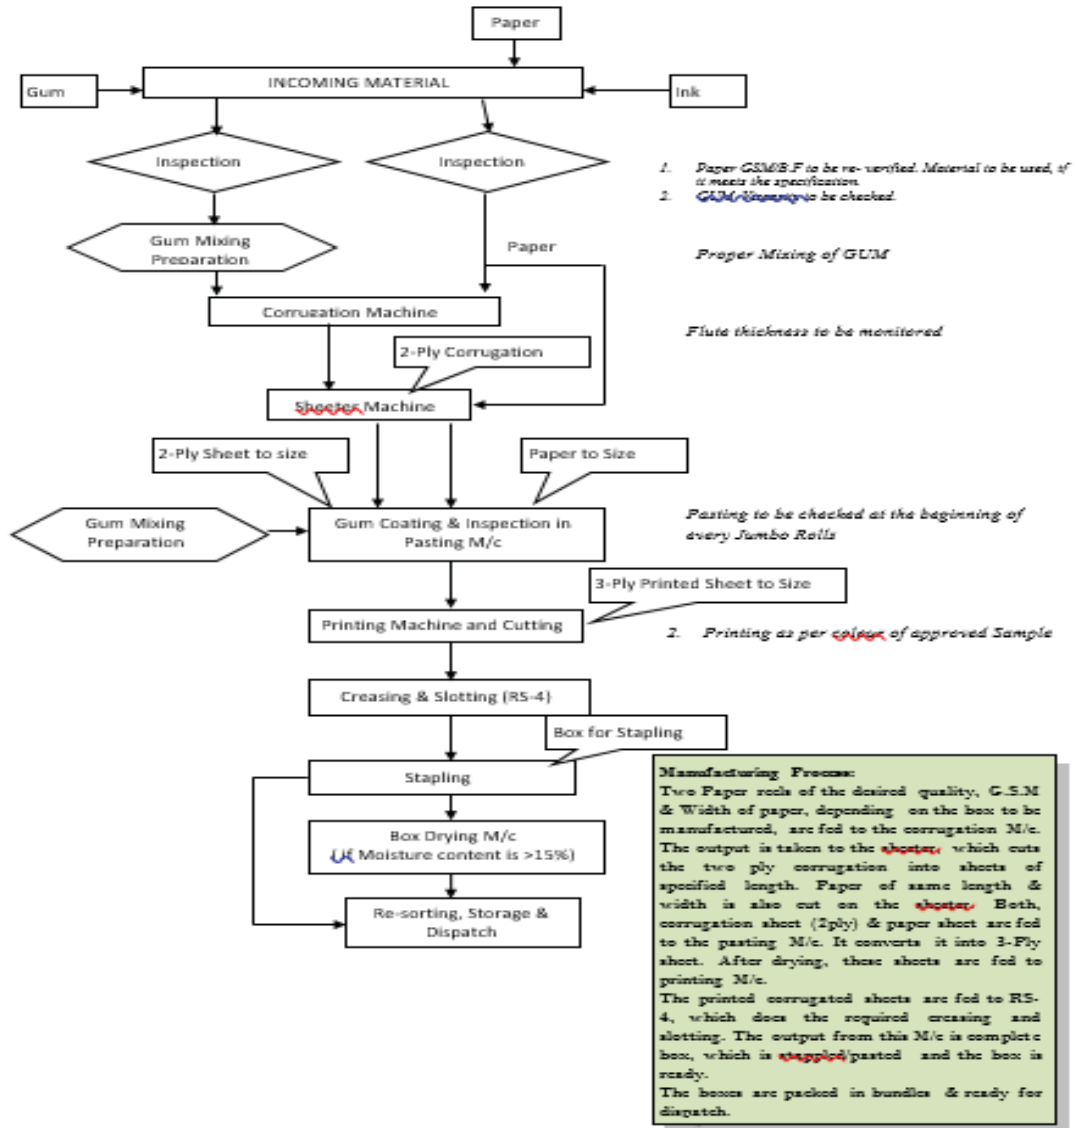 Paper
INCOMING MATERIAL
Gum
Ink
Inspection
Inspection
1. Paper GSM/B.F to be re- verified. Material to be used, if
it meets the specification.
2. to be checked.
Gum Mixing
Preparation
Paper
Proper Mixing of GUM
Corrugation Machine
Flute thickness to be monitored
2-Ply Corrugation
Sheeter Machine
2-Ply Sheet to size
Paper to Size
Gum Mixing
Preparation
Gum Coating & Inspection in
Pasting M/c
Pasting to be checked at the beginning of
every Jumbo Rolls
3-Ply Printed Sheet to Size
Printing Machine and Cutting
2. Printing as per colour of approved Sample
Creasing & Slotting (RS-4)
Box for Stapling
Stapling
Box Drying M/c
( if Moisture content is >15%)
Re-sorting, Storage &
Dispatch
Manufacturing Process:
Two Paper reels of the desired quality, G.S.M
& Width of paper, depending on the box to be
manufactured, are fed to the corrugation M/c.
The output is taken to the sheeter, which cuts
the two ply corrugation into sheets of
specified length. Paper of same length &
width is also cut on the sheeter. Both,
corrugation sheet (2ply) & paper sheet are fed
to the pasting M/c. It converts it into 3-Ply
sheet. After drying, these sheets are fed to
printing M/c.
The printed corrugated sheets are fed to RS-
4, which does the required creasing and
slotting. The output from this M/c is complete
box, which is stappled/pasted and the box is
ready.
The boxes are packed in bundles & ready for
dispatch.